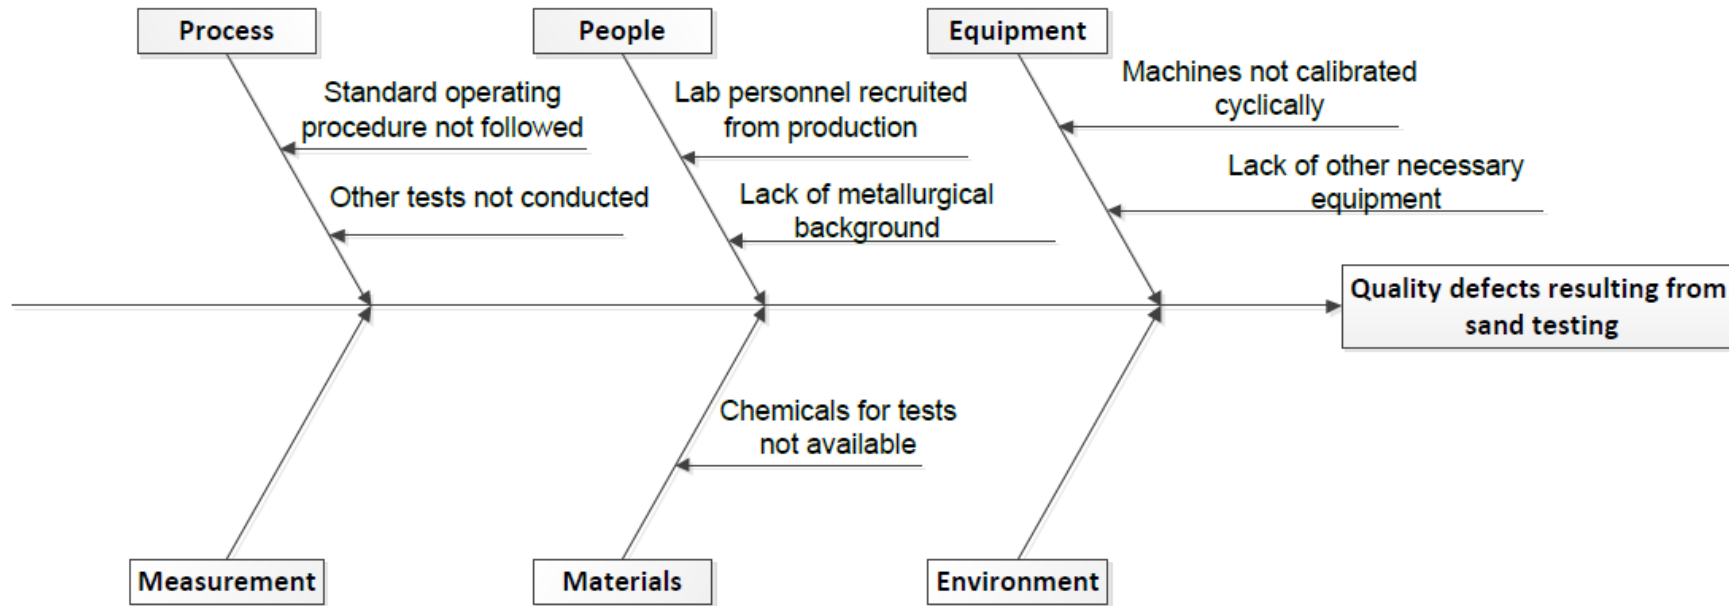 Process
People
Equipment
Standard operating
procedure not followed
Other tests not conducted
Lab personnel recruited
from production
Lack of metallurgical
background
Machines not calibrated
cyclically
Lack of other necessary
equipment
Quality defects resulting from
sand testing
Chemicals for tests
not available
Measurement
Materials
Environment